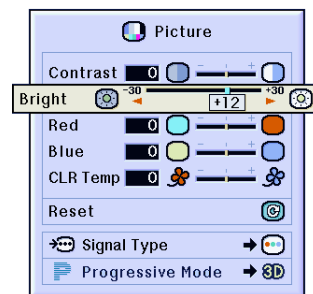 Picture
Contrast 0
Bright -30 +12 +30
Red 0
Blue 0
CLR Temp 0
Reset
Signal Type
Progressive Mode 3D